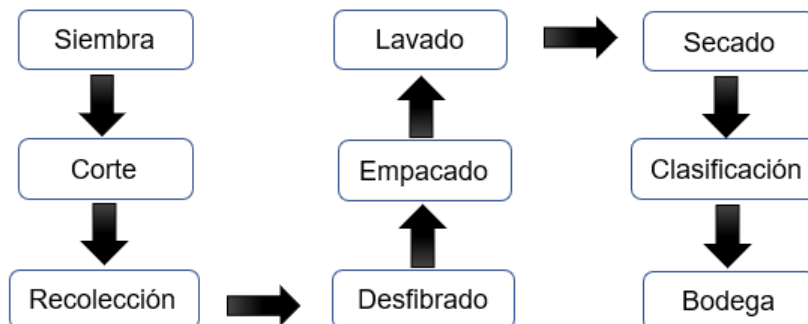 Siembra
Corte
Recolección
Desfibrado
Empacado
Lavado
Secado
Clasificación
Bodega